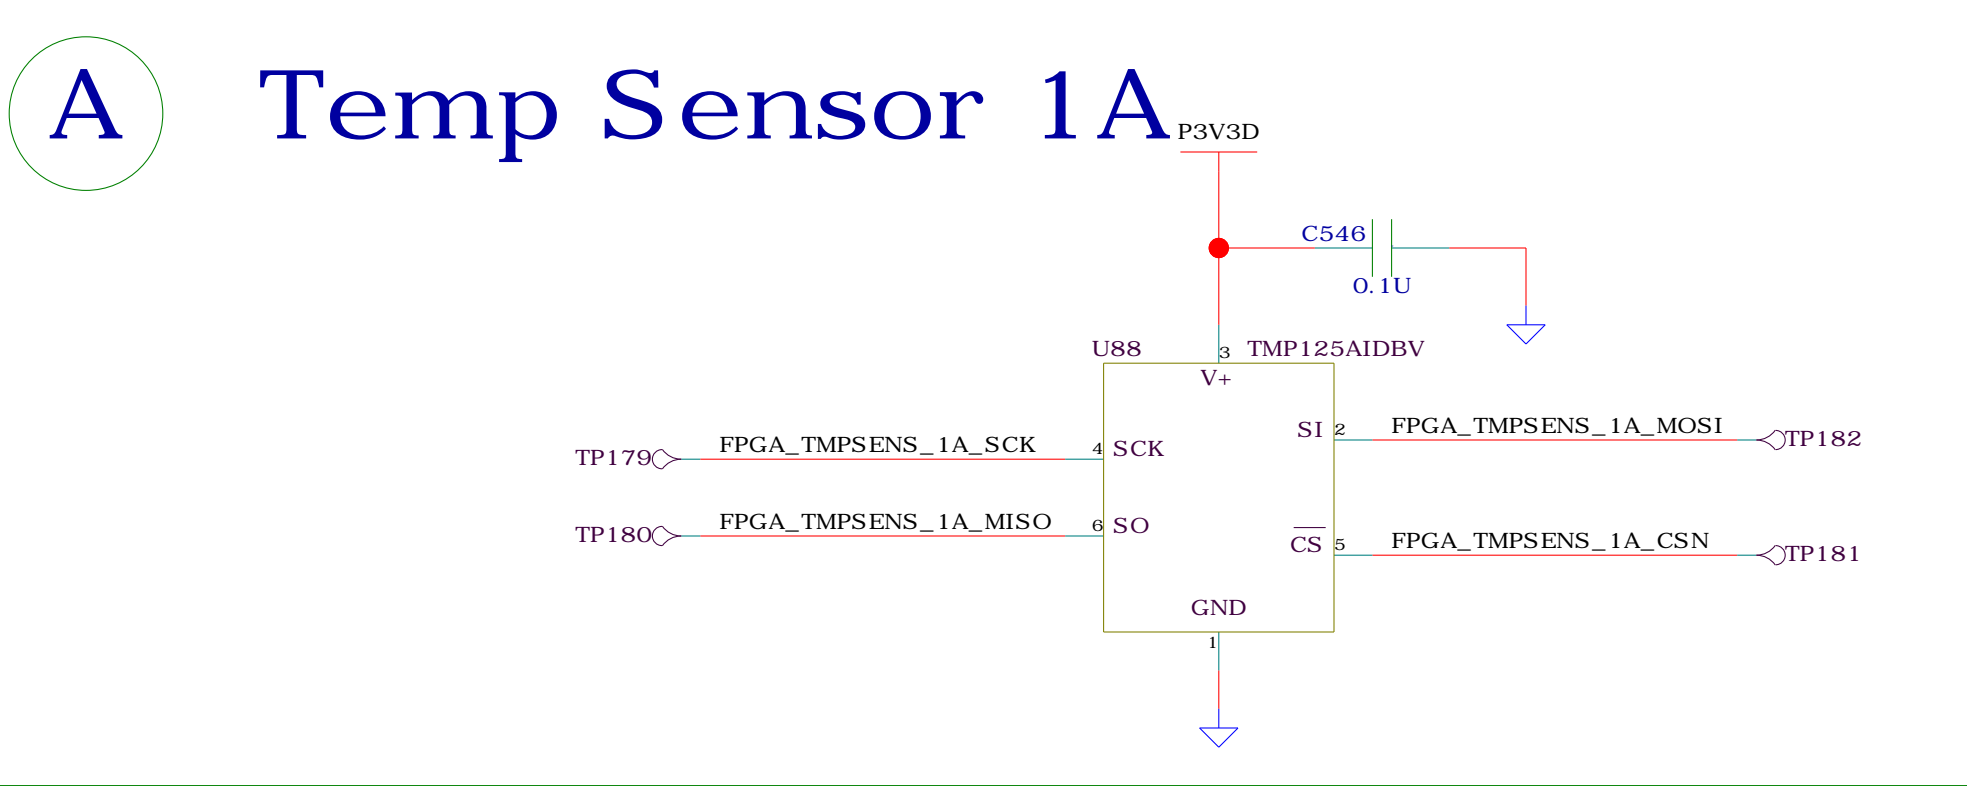 A
Temp Sensor 1A
P3V3D
C546
0.1U
U88
3
TMP125AIDBV
V+
SI
2
FPGA_TMPSENS_1A_MOSI
TP182
TP179
FPGA_TMPSENS_1A_SCK
4
SCK
TP180
FPGA_TMPSENS_1A_MISO
6
SO
CS
5
FPGA_TMPSENS_1A_CSN
TP181
GND
1